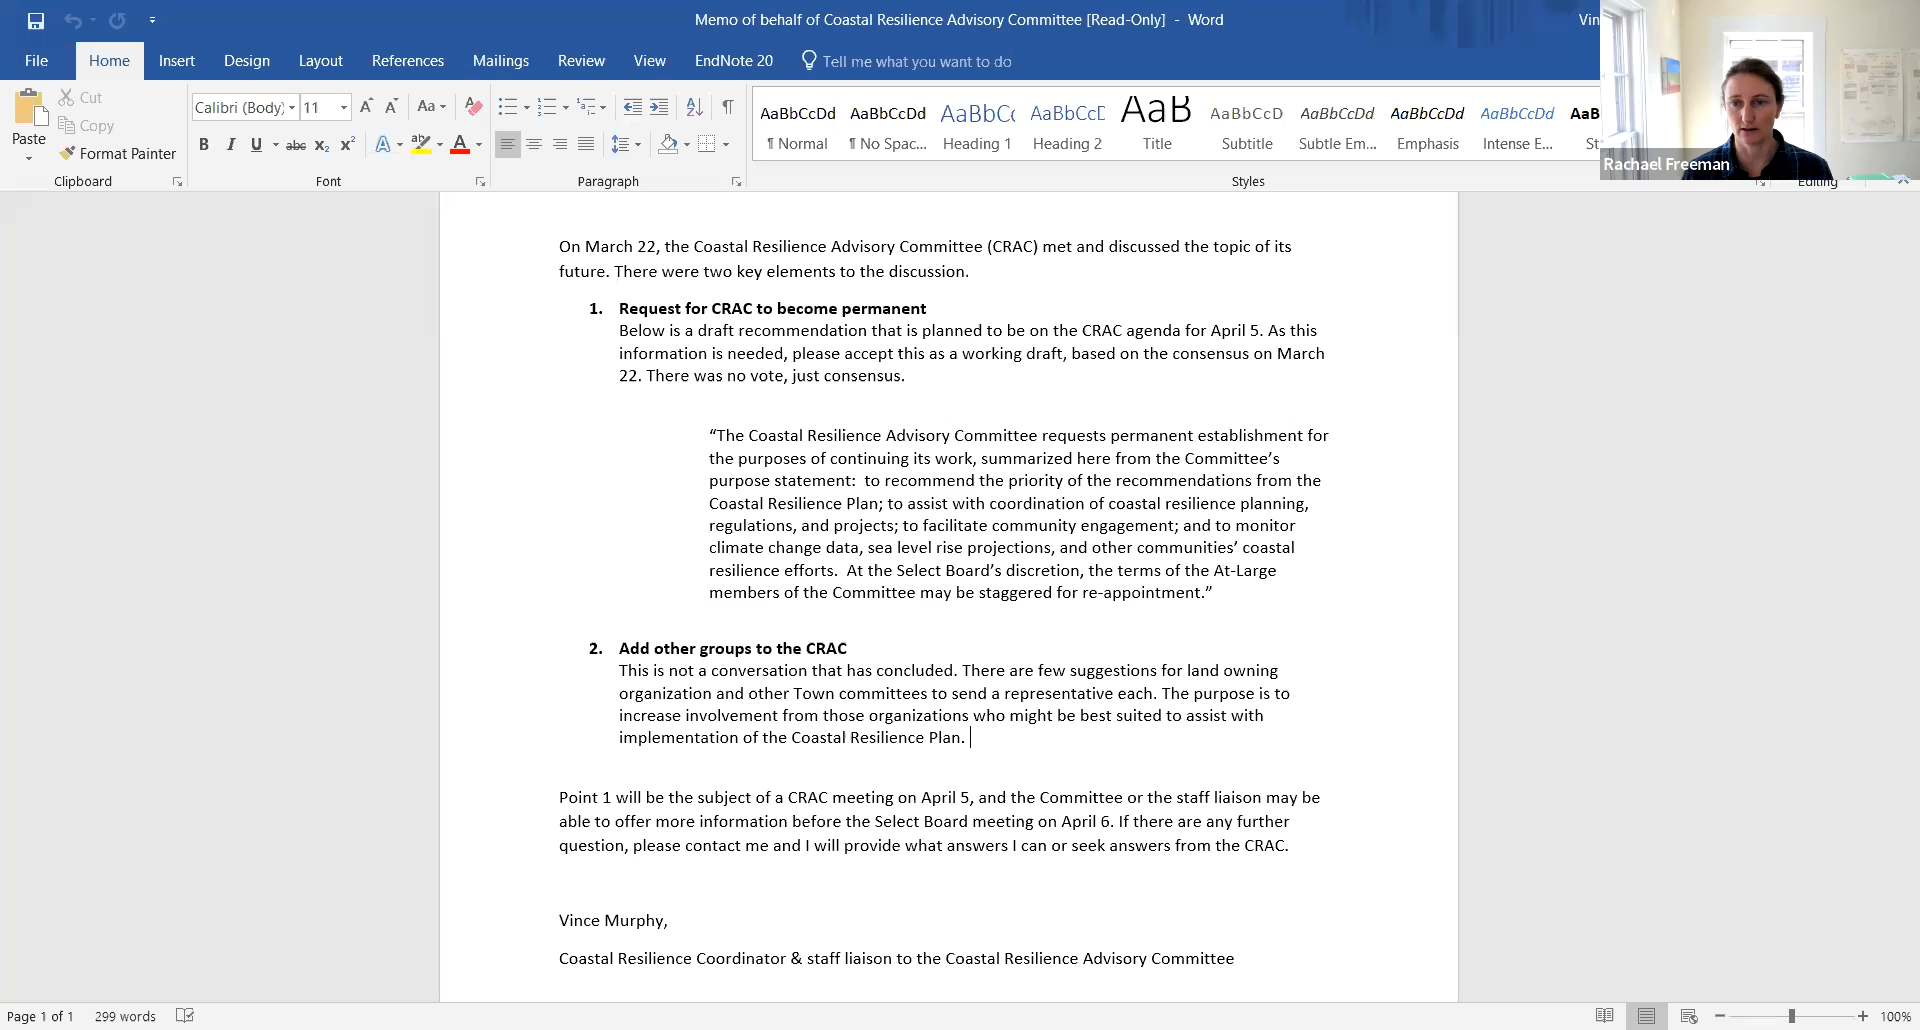 Memo of behalf of Coastal Resilience Advisory Committee [Read-Only] - Word
Vin
File Home Insert Design Layout References Mailings Review View EndNote 20 Tell me what you want to do
Paste
Cut
Copy
Format Painter
Clipboard
Calibri (Body) 11
Aa
B I U abc x₂ x²
A A
Font
Paragraph
AaBbCcDd AaBbCcDd AaBbCc AaBbCcC AaB AaBbCcD AaBbCcDd AaBbCcDd AaBbCcDd AaBb
¶ Normal ¶ No Spac... Heading 1 Heading 2 Title Subtitle Subtle Em... Emphasis Intense E... St
Styles
Editing
Rachael Freeman
On March 22, the Coastal Resilience Advisory Committee (CRAC) met and discussed the topic of its
future. There were two key elements to the discussion.
1. Request for CRAC to become permanent
Below is a draft recommendation that is planned to be on the CRAC agenda for April 5. As this
information is needed, please accept this as a working draft, based on the consensus on March
22. There was no vote, just consensus.
“The Coastal Resilience Advisory Committee requests permanent establishment for
the purposes of continuing its work, summarized here from the Committee’s
purpose statement:  to recommend the priority of the recommendations from the
Coastal Resilience Plan; to assist with coordination of coastal resilience planning,
regulations, and projects; to facilitate community engagement; and to monitor
climate change data, sea level rise projections, and other communities’ coastal
resilience efforts.  At the Select Board’s discretion, the terms of the At-Large
members of the Committee may be staggered for re-appointment.”
2. Add other groups to the CRAC
This is not a conversation that has concluded. There are few suggestions for land owning
organization and other Town committees to send a representative each. The purpose is to
increase involvement from those organizations who might be best suited to assist with
implementation of the Coastal Resilience Plan.
Point 1 will be the subject of a CRAC meeting on April 5, and the Committee or the staff liaison may be
able to offer more information before the Select Board meeting on April 6. If there are any further
question, please contact me and I will provide what answers I can or seek answers from the CRAC.
Vince Murphy,
Coastal Resilience Coordinator & staff liaison to the Coastal Resilience Advisory Committee
Page 1 of 1 299 words
100%